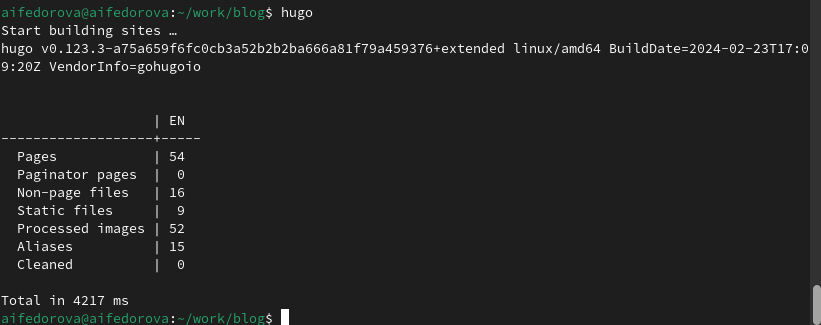 aifedorova@aifedorova:~/work/blog$ hugo
Start building sites …
hugo v0.123.3-a75a659f6fc0cb3a52b2b2ba666a81f79a459376+extended linux/amd64 BuildDate=2024-02-23T17:0
9:20Z VendorInfo=gohugoio
                   | EN
-------------------+-----
  Pages            | 54
  Paginator pages  |  0
  Non-page files   | 16
  Static files     |  9
  Processed images | 52
  Aliases          | 15
  Cleaned          |  0
Total in 4217 ms
aifedorova@aifedorova:~/work/blog$